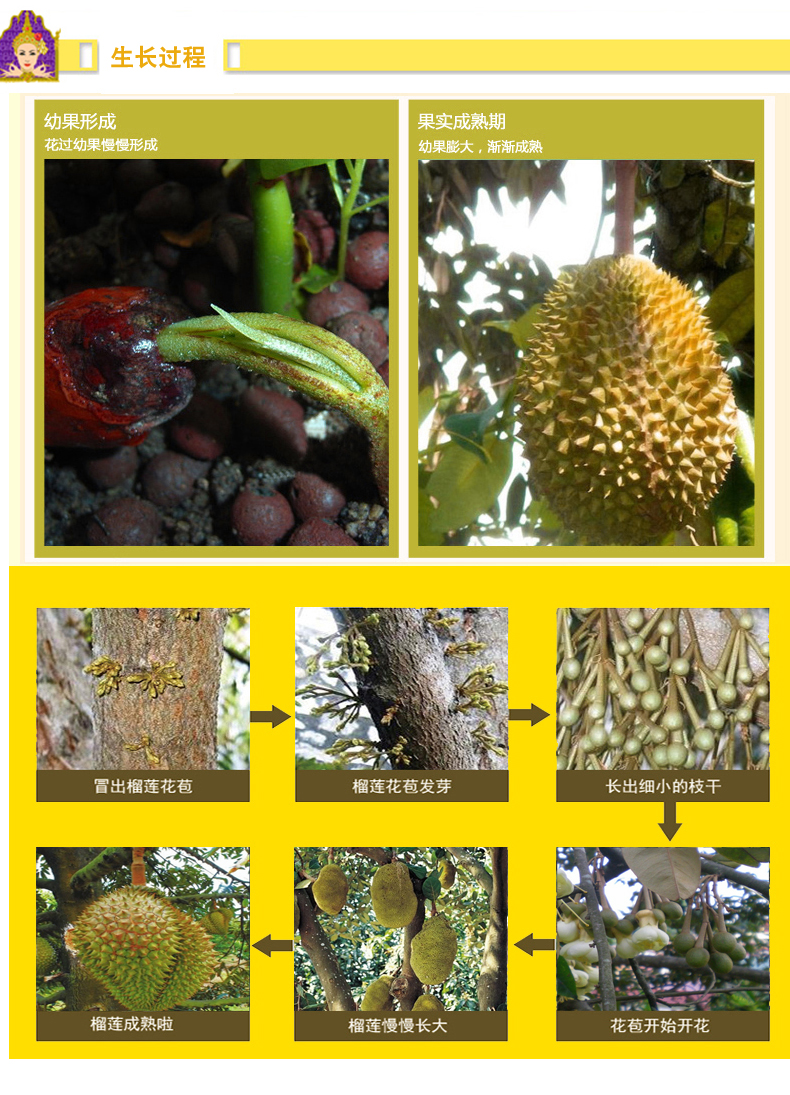 生长过程
幼果形成
花过幼果慢慢形成
果实成熟期
幼果膨大，渐渐成熟
冒出榴莲花苞
榴莲花苞发芽
长出细小的枝干
榴莲成熟啦
榴莲慢慢长大
花苞开始开花